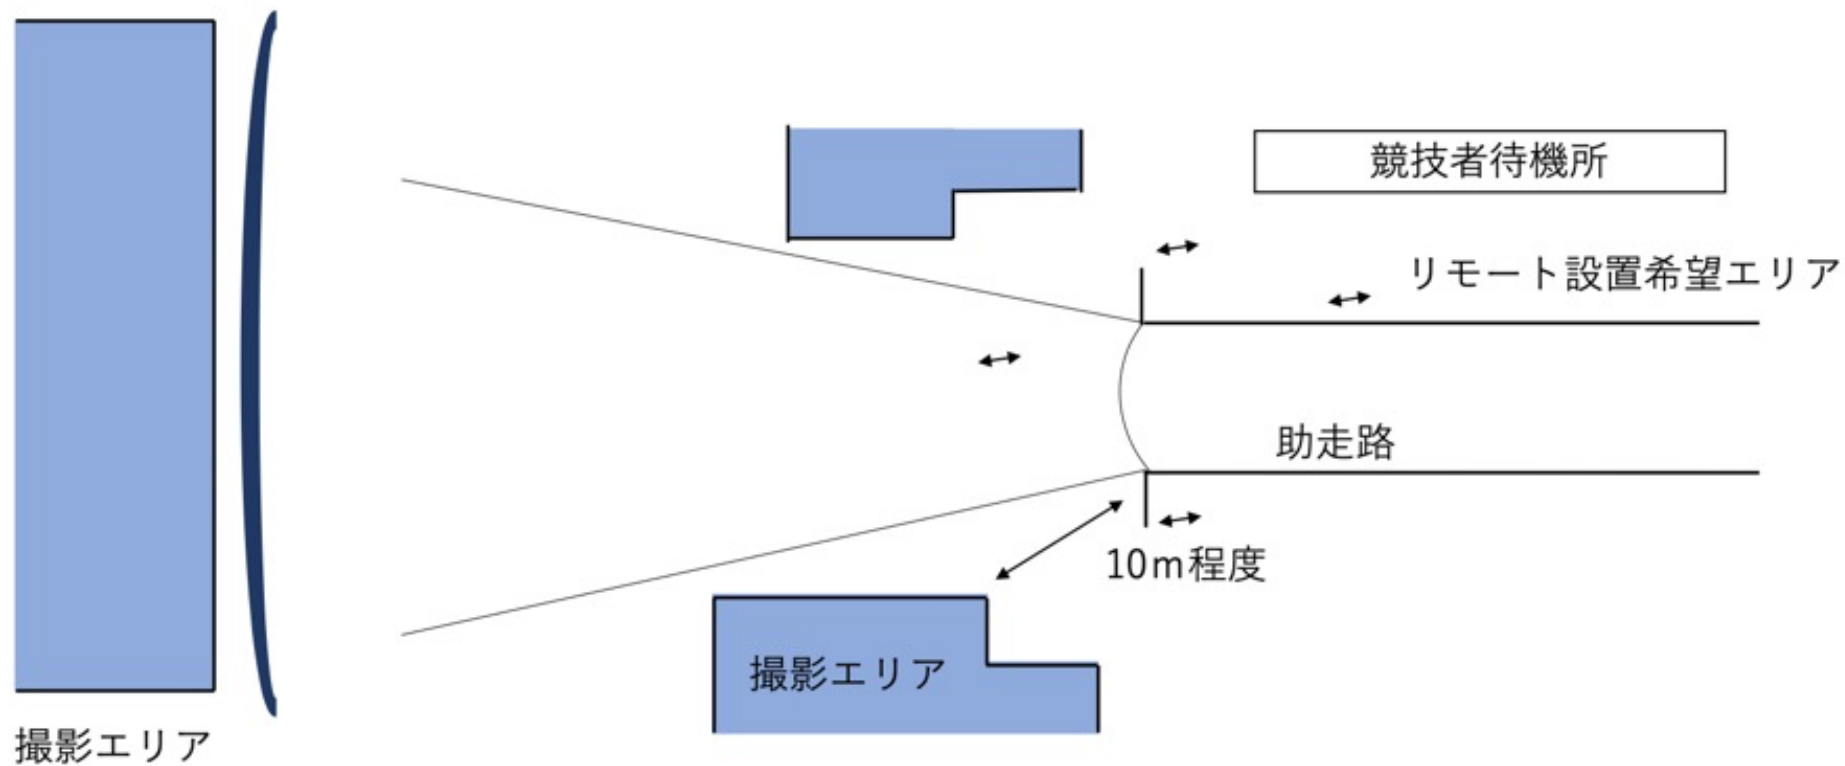 競技者待機所
リモート設置希望エリア
助走路
10m程度
撮影エリア
撮影エリア